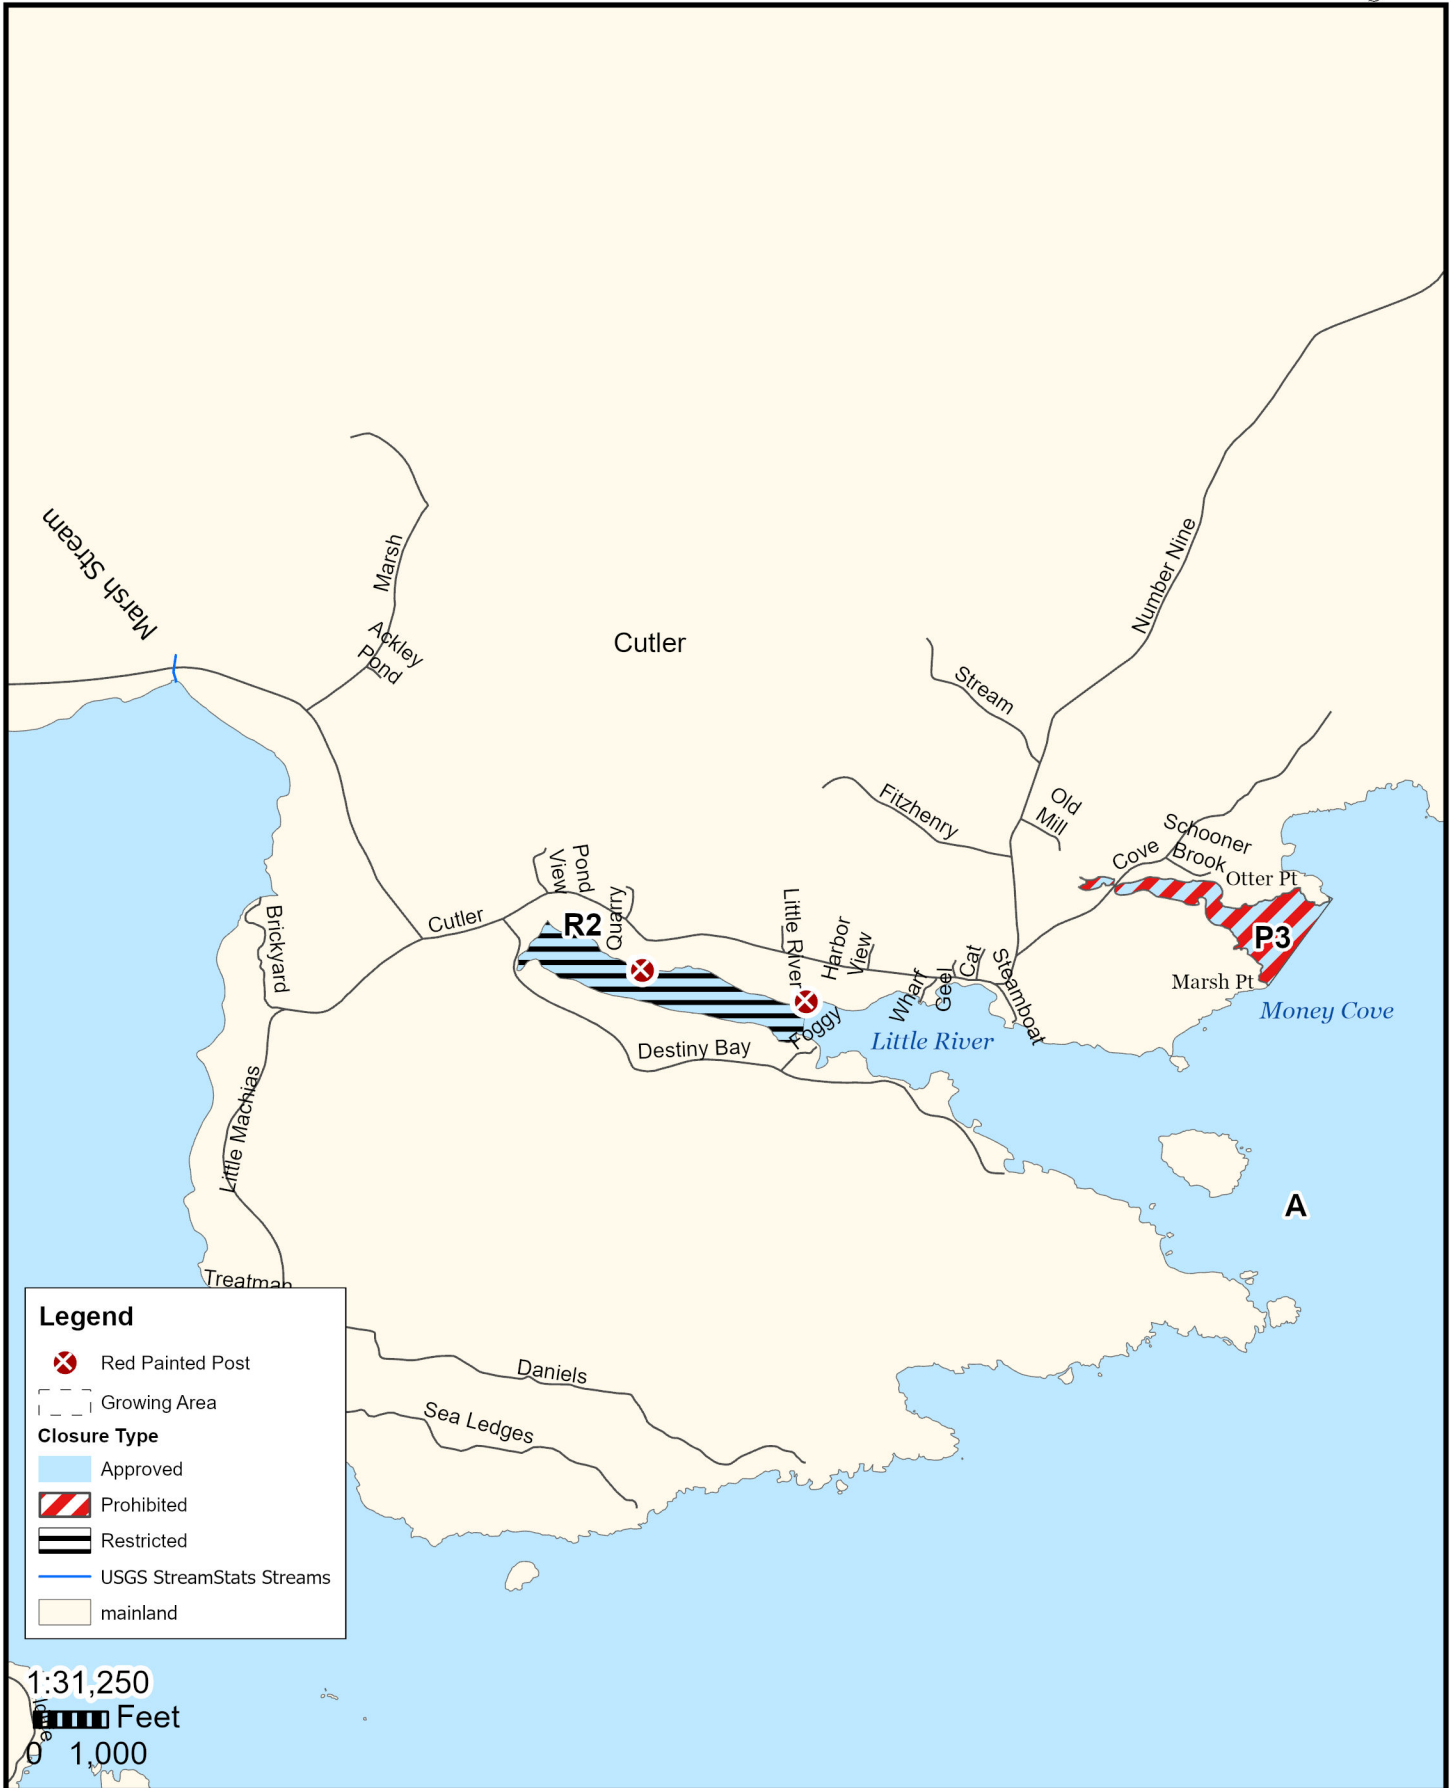 Marsh Stream
Marsh
Ackley
Pond
Cutler
Number Nine
Stream
Fitzhenry
Old
Mill
Schooner
Brook
Cove
Otter Pt
P3
Marsh Pt
Money Cove
Pond
View
Quarry
R2
Cutler
Brickyard
Little River
Harbor
View
Wharf
Geel
Cat
Steamboat
Foggy
Little River
Destiny Bay
Little Machias
A
Treatman
Daniels
Sea Ledges
Legend
Red Painted Post
Growing Area
Closure Type
Approved
Prohibited
Restricted
USGS StreamStats Streams
mainland
1:31,250
Feet
0 1,000